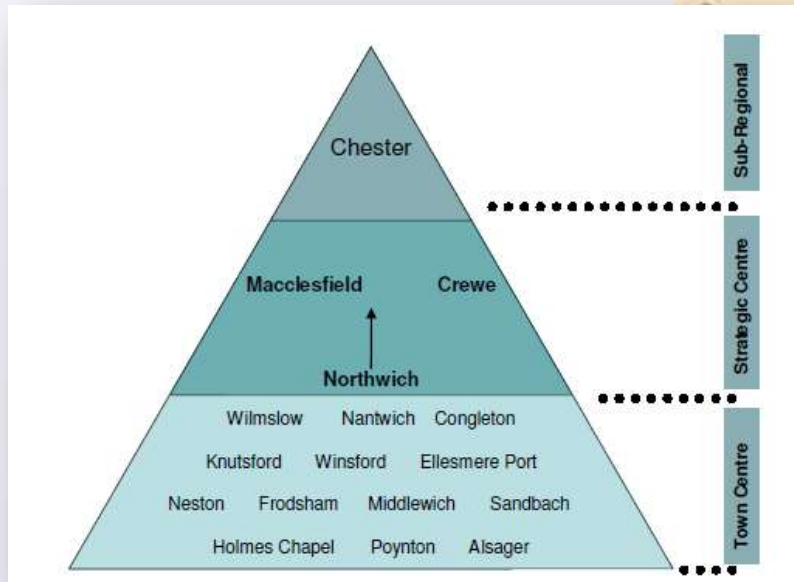 Chester
Sub-Regional
Macclesfield Crewe
Northwich
Strategic Centre
Wilmslow Nantwich Congleton
Knutsford Winsford Ellesmere Port
Neston Frodsham Middlewich Sandbach
Holmes Chapel Poynton Alsager
Town Centre